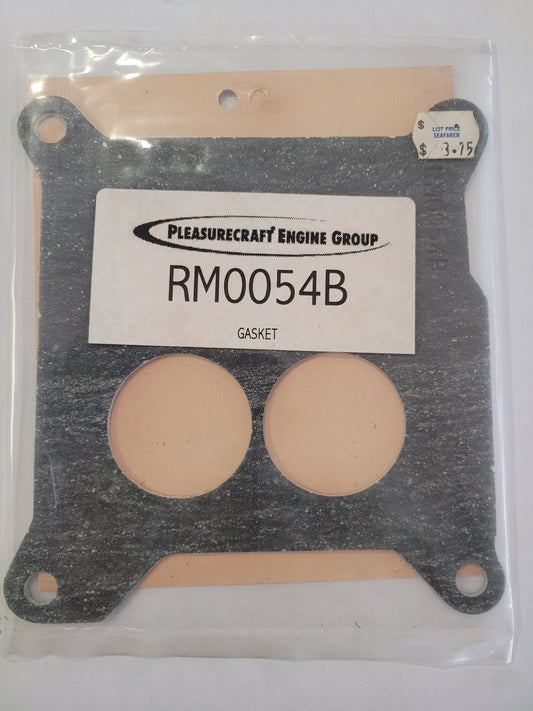 $
LIST PRICE
SEAFARER
$ 3.75
PLEASURECRAFT ENGINE GROUP
RM0054B
GASKET